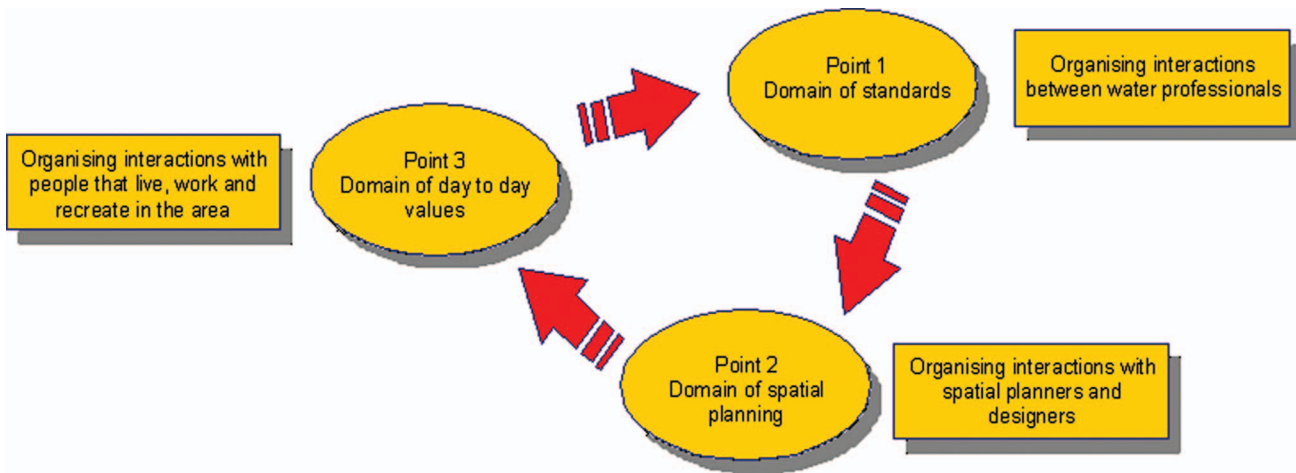 Point 1
Domain of standards
Organising interactions
between water professionals
Point 3
Domain of day to day
values
Organising interactions with
people that live, work and
recreate in the area
Point 2
Domain of spatial
planning
Organising interactions with
spatial planners and
designers